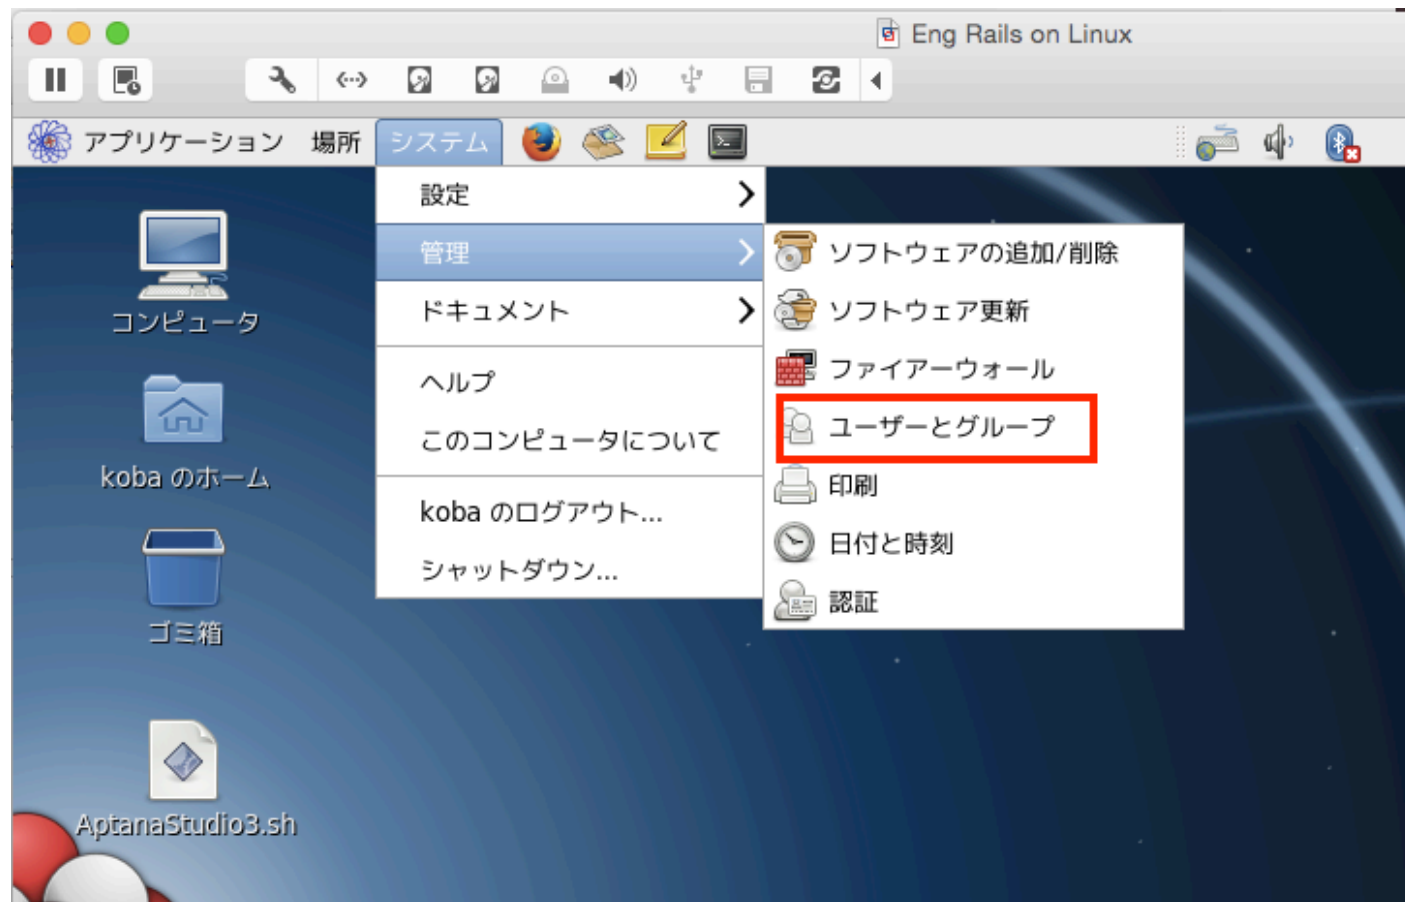 Eng Rails on Linux
アプリケーション 場所 システム
設定
管理
ドキュメント
ヘルプ
このコンピュータについて
koba のログアウト...
シャットダウン...
ソフトウェアの追加/削除
ソフトウェア更新
ファイアーウォール
ユーザーとグループ
印刷
日付と時刻
認証
コンピュータ
koba のホーム
ゴミ箱
AptanaStudio3.sh